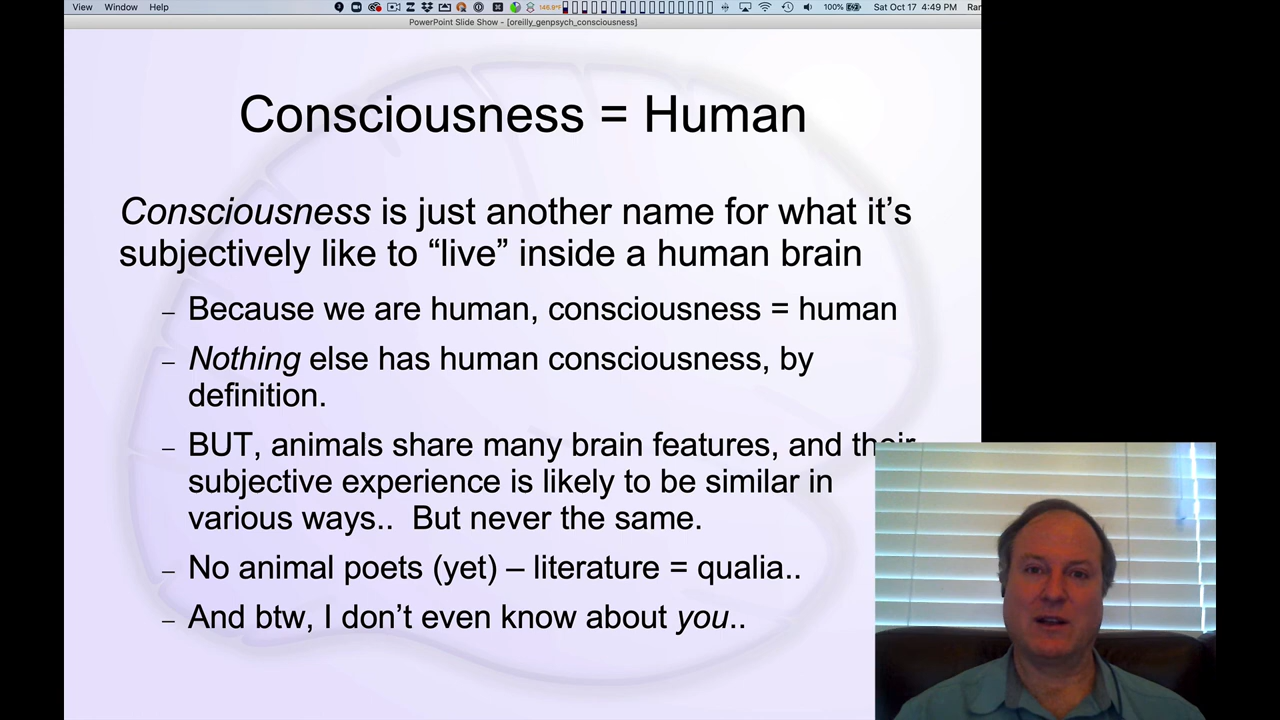 View Window Help
146.9°F 100% Sat Oct 17 4:49 PM Ran
PowerPoint Slide Show - [oreilly_genpsych_consciousness]
Consciousness = Human
Consciousness is just another name for what it’s
subjectively like to “live” inside a human brain
– Because we are human, consciousness = human
– Nothing else has human consciousness, by
definition.
– BUT, animals share many brain features, and their
subjective experience is likely to be similar in
various ways.. But never the same.
– No animal poets (yet) – literature = qualia..
– And btw, I don’t even know about you..